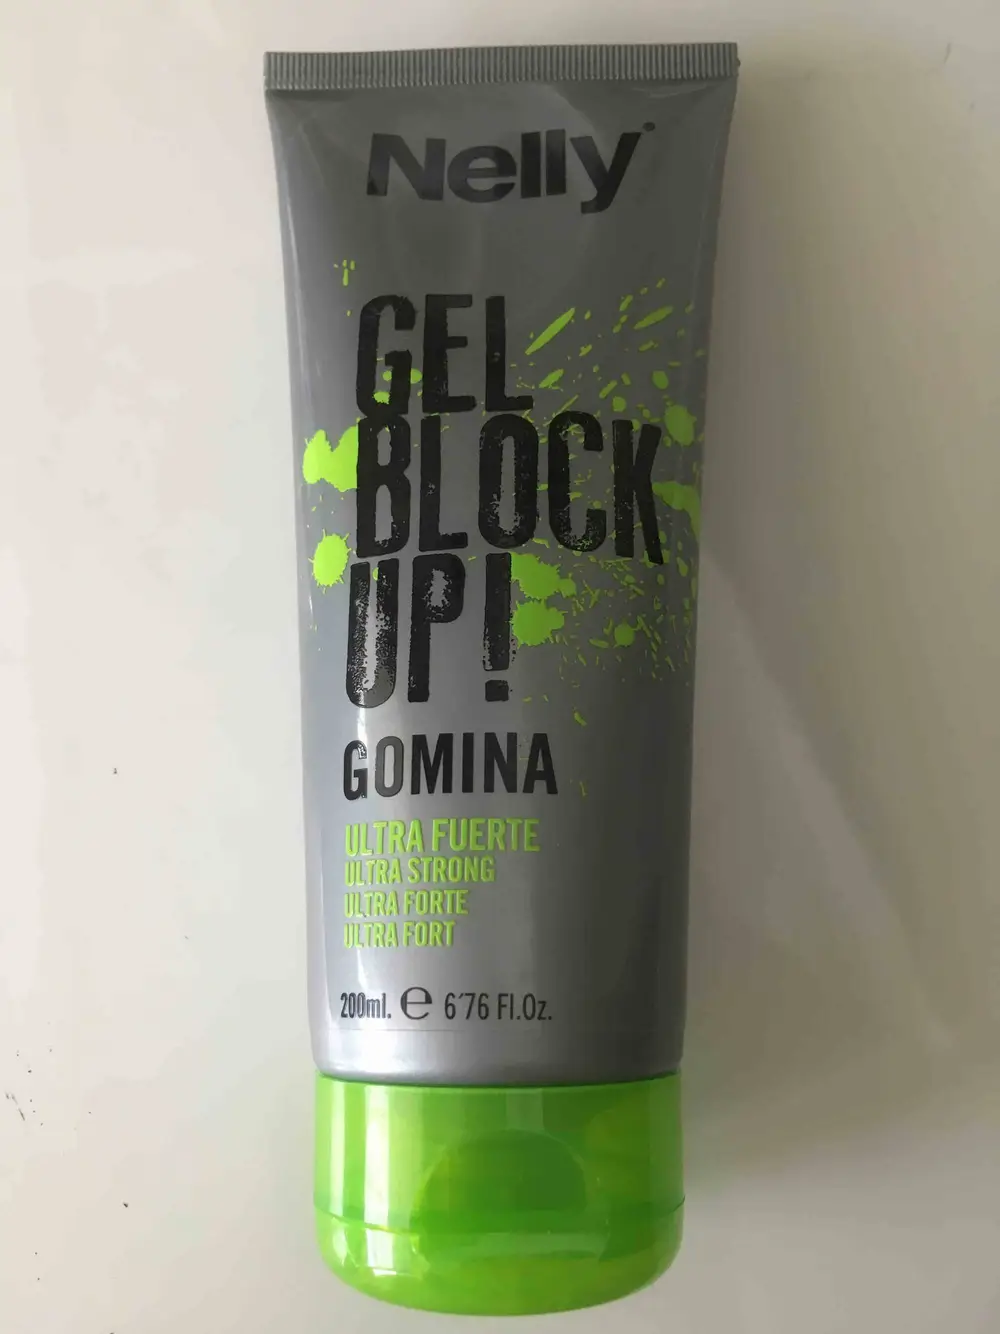 Nelly
GEL
BLOCK
UP!
GOMINA
ULTRA FUERTE
ULTRA STRONG
ULTRA FORTE
ULTRA FORT
200ml. ℮ 6'76 Fl.Oz.